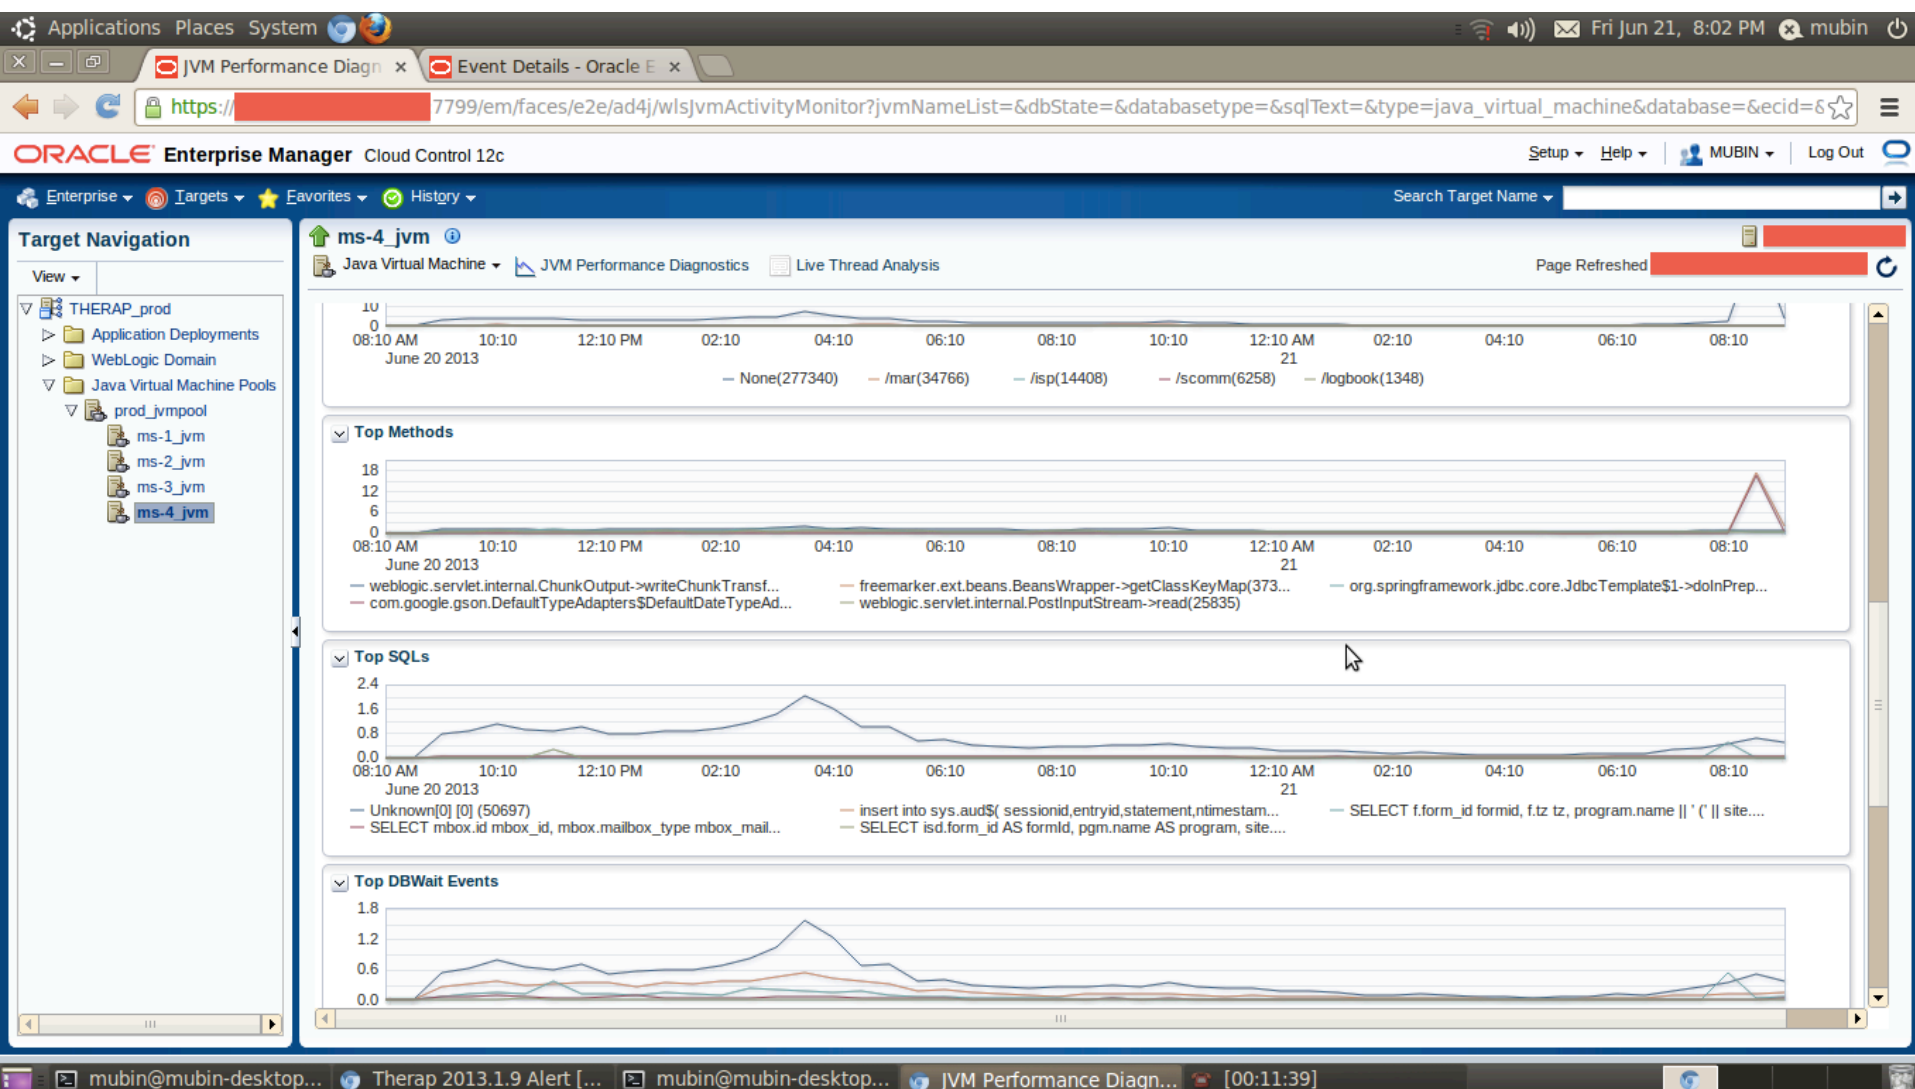 Applications Places System
Fri Jun 21, 8:02 PM mubin
JVM Performance Diagn × Event Details - Oracle E ×
https:// 7799/em/faces/e2e/ad4j/wlsJvmActivityMonitor?jvmNameList=&dbState=&databasetype=&sqlText=&type=java_virtual_machine&database=&ecid=&
ORACLE Enterprise Manager Cloud Control 12c
Setup Help MUBIN Log Out
Enterprise Targets Favorites History
Search Target Name
Target Navigation
View
THERAP_prod
Application Deployments
WebLogic Domain
Java Virtual Machine Pools
prod_jvmpool
ms-1_jvm
ms-2_jvm
ms-3_jvm
ms-4_jvm
ms-4_jvm
Java Virtual Machine JVM Performance Diagnostics Live Thread Analysis
Page Refreshed
10
0
08:10 AM 10:10 12:10 PM 02:10 04:10 06:10 08:10 10:10 12:10 AM 02:10 04:10 06:10 08:10
June 20 2013 21
None(277340) /mar(34766) /isp(14408) /scomm(6258) /logbook(1348)
Top Methods
18
12
6
0
08:10 AM 10:10 12:10 PM 02:10 04:10 06:10 08:10 10:10 12:10 AM 02:10 04:10 06:10 08:10
June 20 2013 21
weblogic.servlet.internal.ChunkOutput->writeChunkTransf... freemarker.ext.beans.BeansWrapper->getClassKeyMap(373... org.springframework.jdbc.core.JdbcTemplate$1->doInPrep...
com.google.gson.DefaultTypeAdapters$DefaultDateTypeAd... weblogic.servlet.internal.PostInputStream->read(25835)
Top SQLs
2.4
1.6
0.8
0.0
08:10 AM 10:10 12:10 PM 02:10 04:10 06:10 08:10 10:10 12:10 AM 02:10 04:10 06:10 08:10
June 20 2013 21
Unknown[0] [0] (50697) insert into sys.aud$( sessionid,entryid,statement,ntimestam... SELECT f.form_id formid, f.tz tz, program.name || ' (' || site....
SELECT mbox.id mbox_id, mbox.mailbox_type mbox_mail... SELECT isd.form_id AS formId, pgm.name AS program, site....
Top DBWait Events
1.8
1.2
0.6
0.0
mubin@mubin-desktop... Therap 2013.1.9 Alert [... mubin@mubin-desktop... JVM Performance Diagn... [00:11:39]